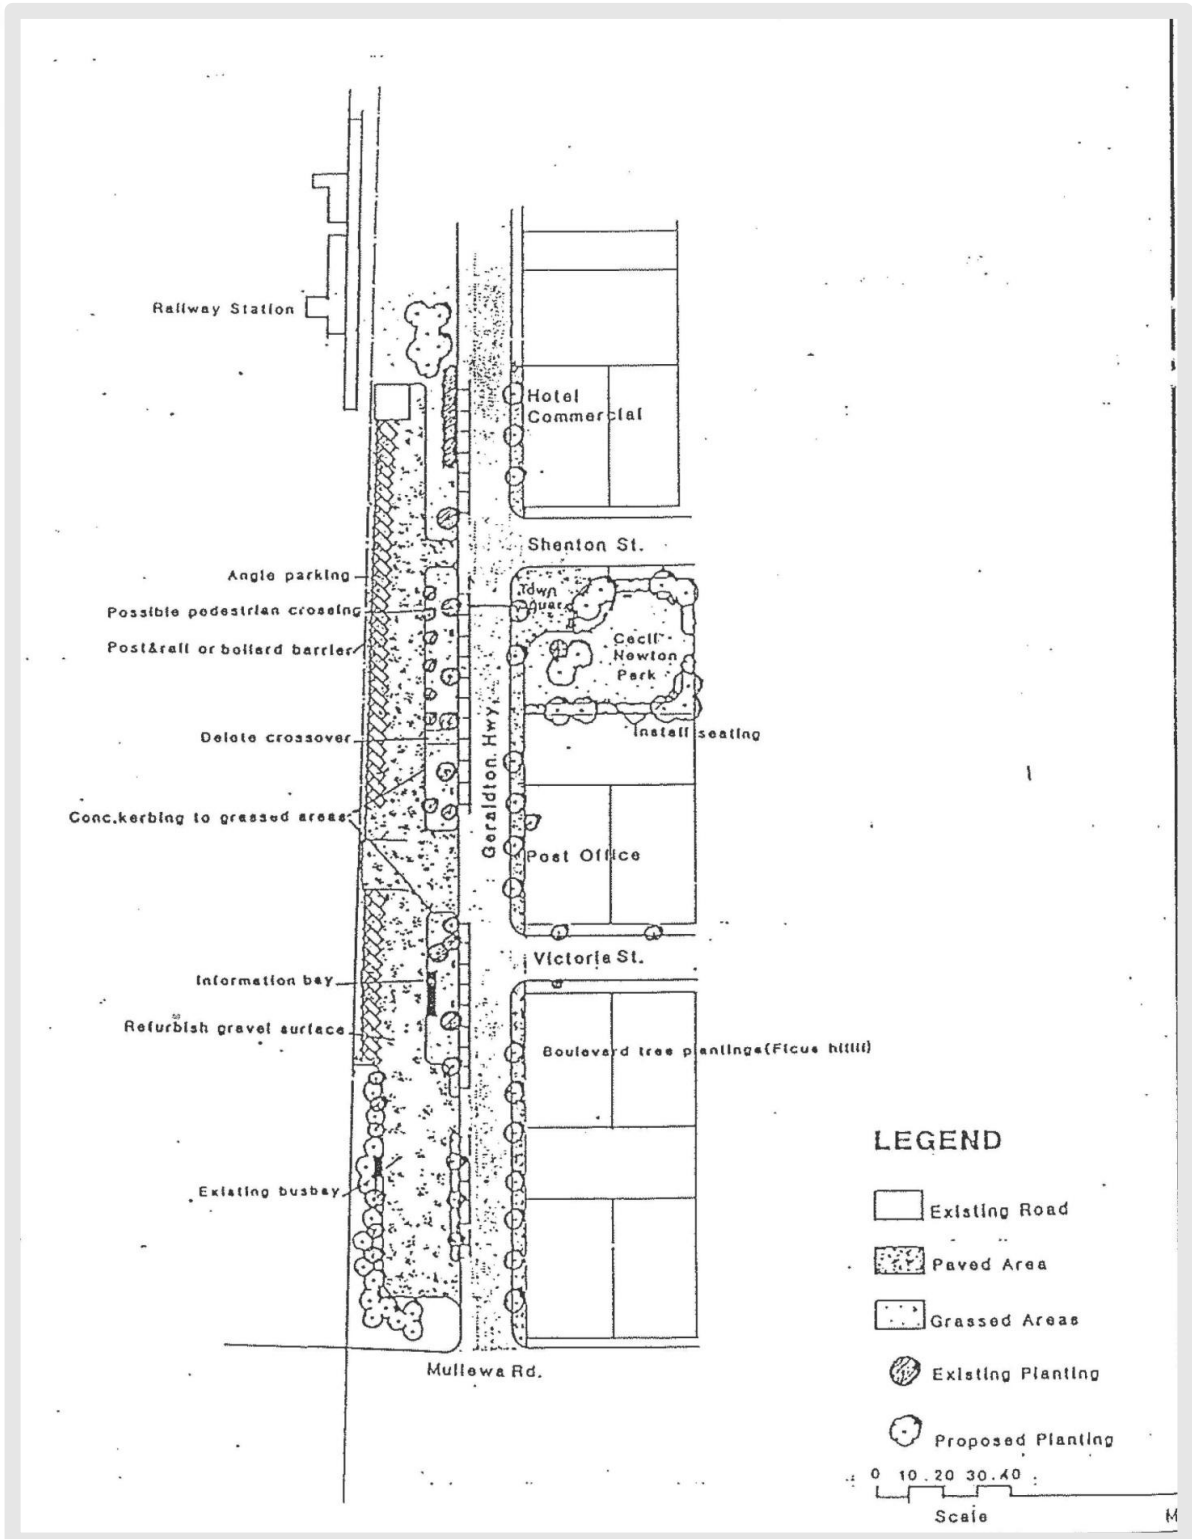 Railway Station
Hotel
Commercial
Shenton St.
Angle parking
Town
Possible pedestrian crossing
Cecil
Newton
Park
Post&rail or bollard barrier
Install seating
Delete crossover
Geraldton Hwy.
Conc.kerbing to grassed areas
Post Office
Victoria St.
Information bay
Refurbish gravel surface
Boulevard tree plantings(Ficus hillii)
LEGEND
Existing busbay
Existing Road
Paved Area
Grassed Areas
Mullewa Rd.
Existing Planting
Proposed Planting
0 10 20 30 40
Scale
M